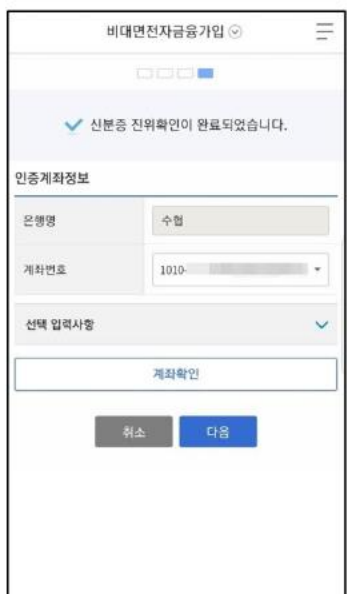 비대면전자금융가입
신분증 진위확인이 완료되었습니다.
인증계좌정보
은행명 수협
계좌번호 1010-
선택 입력사항
계좌확인
취소 다음